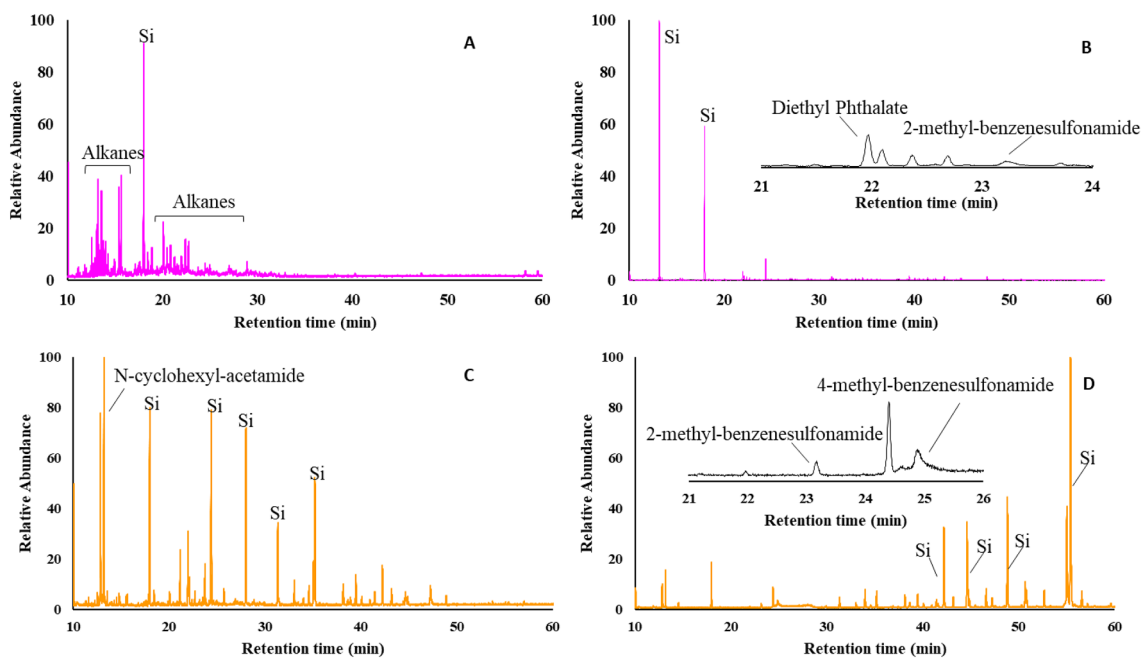 A
100
80
60
40
20
0
Relative Abundance
Si
Alkanes
Alkanes
10 20 30 40 50 60
Retention time (min)
B
100
80
60
40
20
0
Relative Abundance
Si
Si
Diethyl Phthalate
2-methyl-benzenesulfonamide
21 22 23 24
Retention time (min)
10 20 30 40 50 60
Retention time (min)
C
100
80
60
40
20
0
Relative Abundance
N-cyclohexyl-acetamide
Si
Si
Si
Si
Si
10 20 30 40 50 60
Retention time (min)
D
100
80
60
40
20
0
Relative Abundance
4-methyl-benzenesulfonamide
2-methyl-benzenesulfonamide
21 22 23 24 25 26
Retention time (min)
Si
Si
Si
Si
10 20 30 40 50 60
Retention time (min)